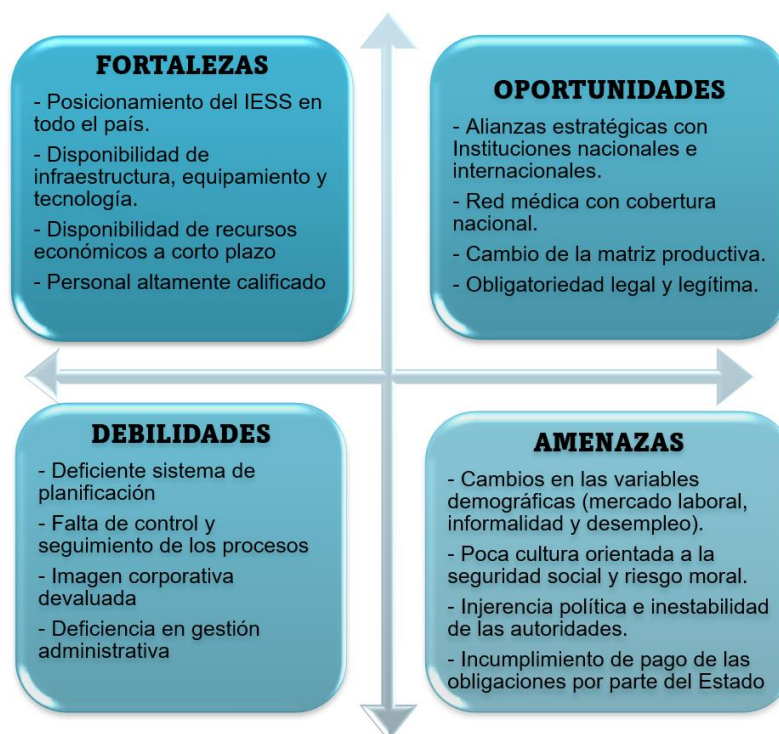 FORTALEZAS
- Posicionamiento del IESS en
todo el país.
- Disponibilidad de
infraestructura, equipamiento y
tecnología.
- Disponibilidad de recursos
económicos a corto plazo
- Personal altamente calificado
OPORTUNIDADES
- Alianzas estratégicas con
Instituciones nacionales e
internacionales.
- Red médica con cobertura
nacional.
- Cambio de la matriz productiva.
- Obligatoriedad legal y legítima.
DEBILIDADES
- Deficiente sistema de
planificación
- Falta de control y
seguimiento de los procesos
- Imagen corporativa
devaluada
- Deficiencia en gestión
administrativa
AMENAZAS
- Cambios en las variables
demográficas (mercado laboral,
informalidad y desempleo).
- Poca cultura orientada a la
seguridad social y riesgo moral.
- Injerencia política e inestabilidad
de las autoridades.
- Incumplimiento de pago de las
obligaciones por parte del Estado